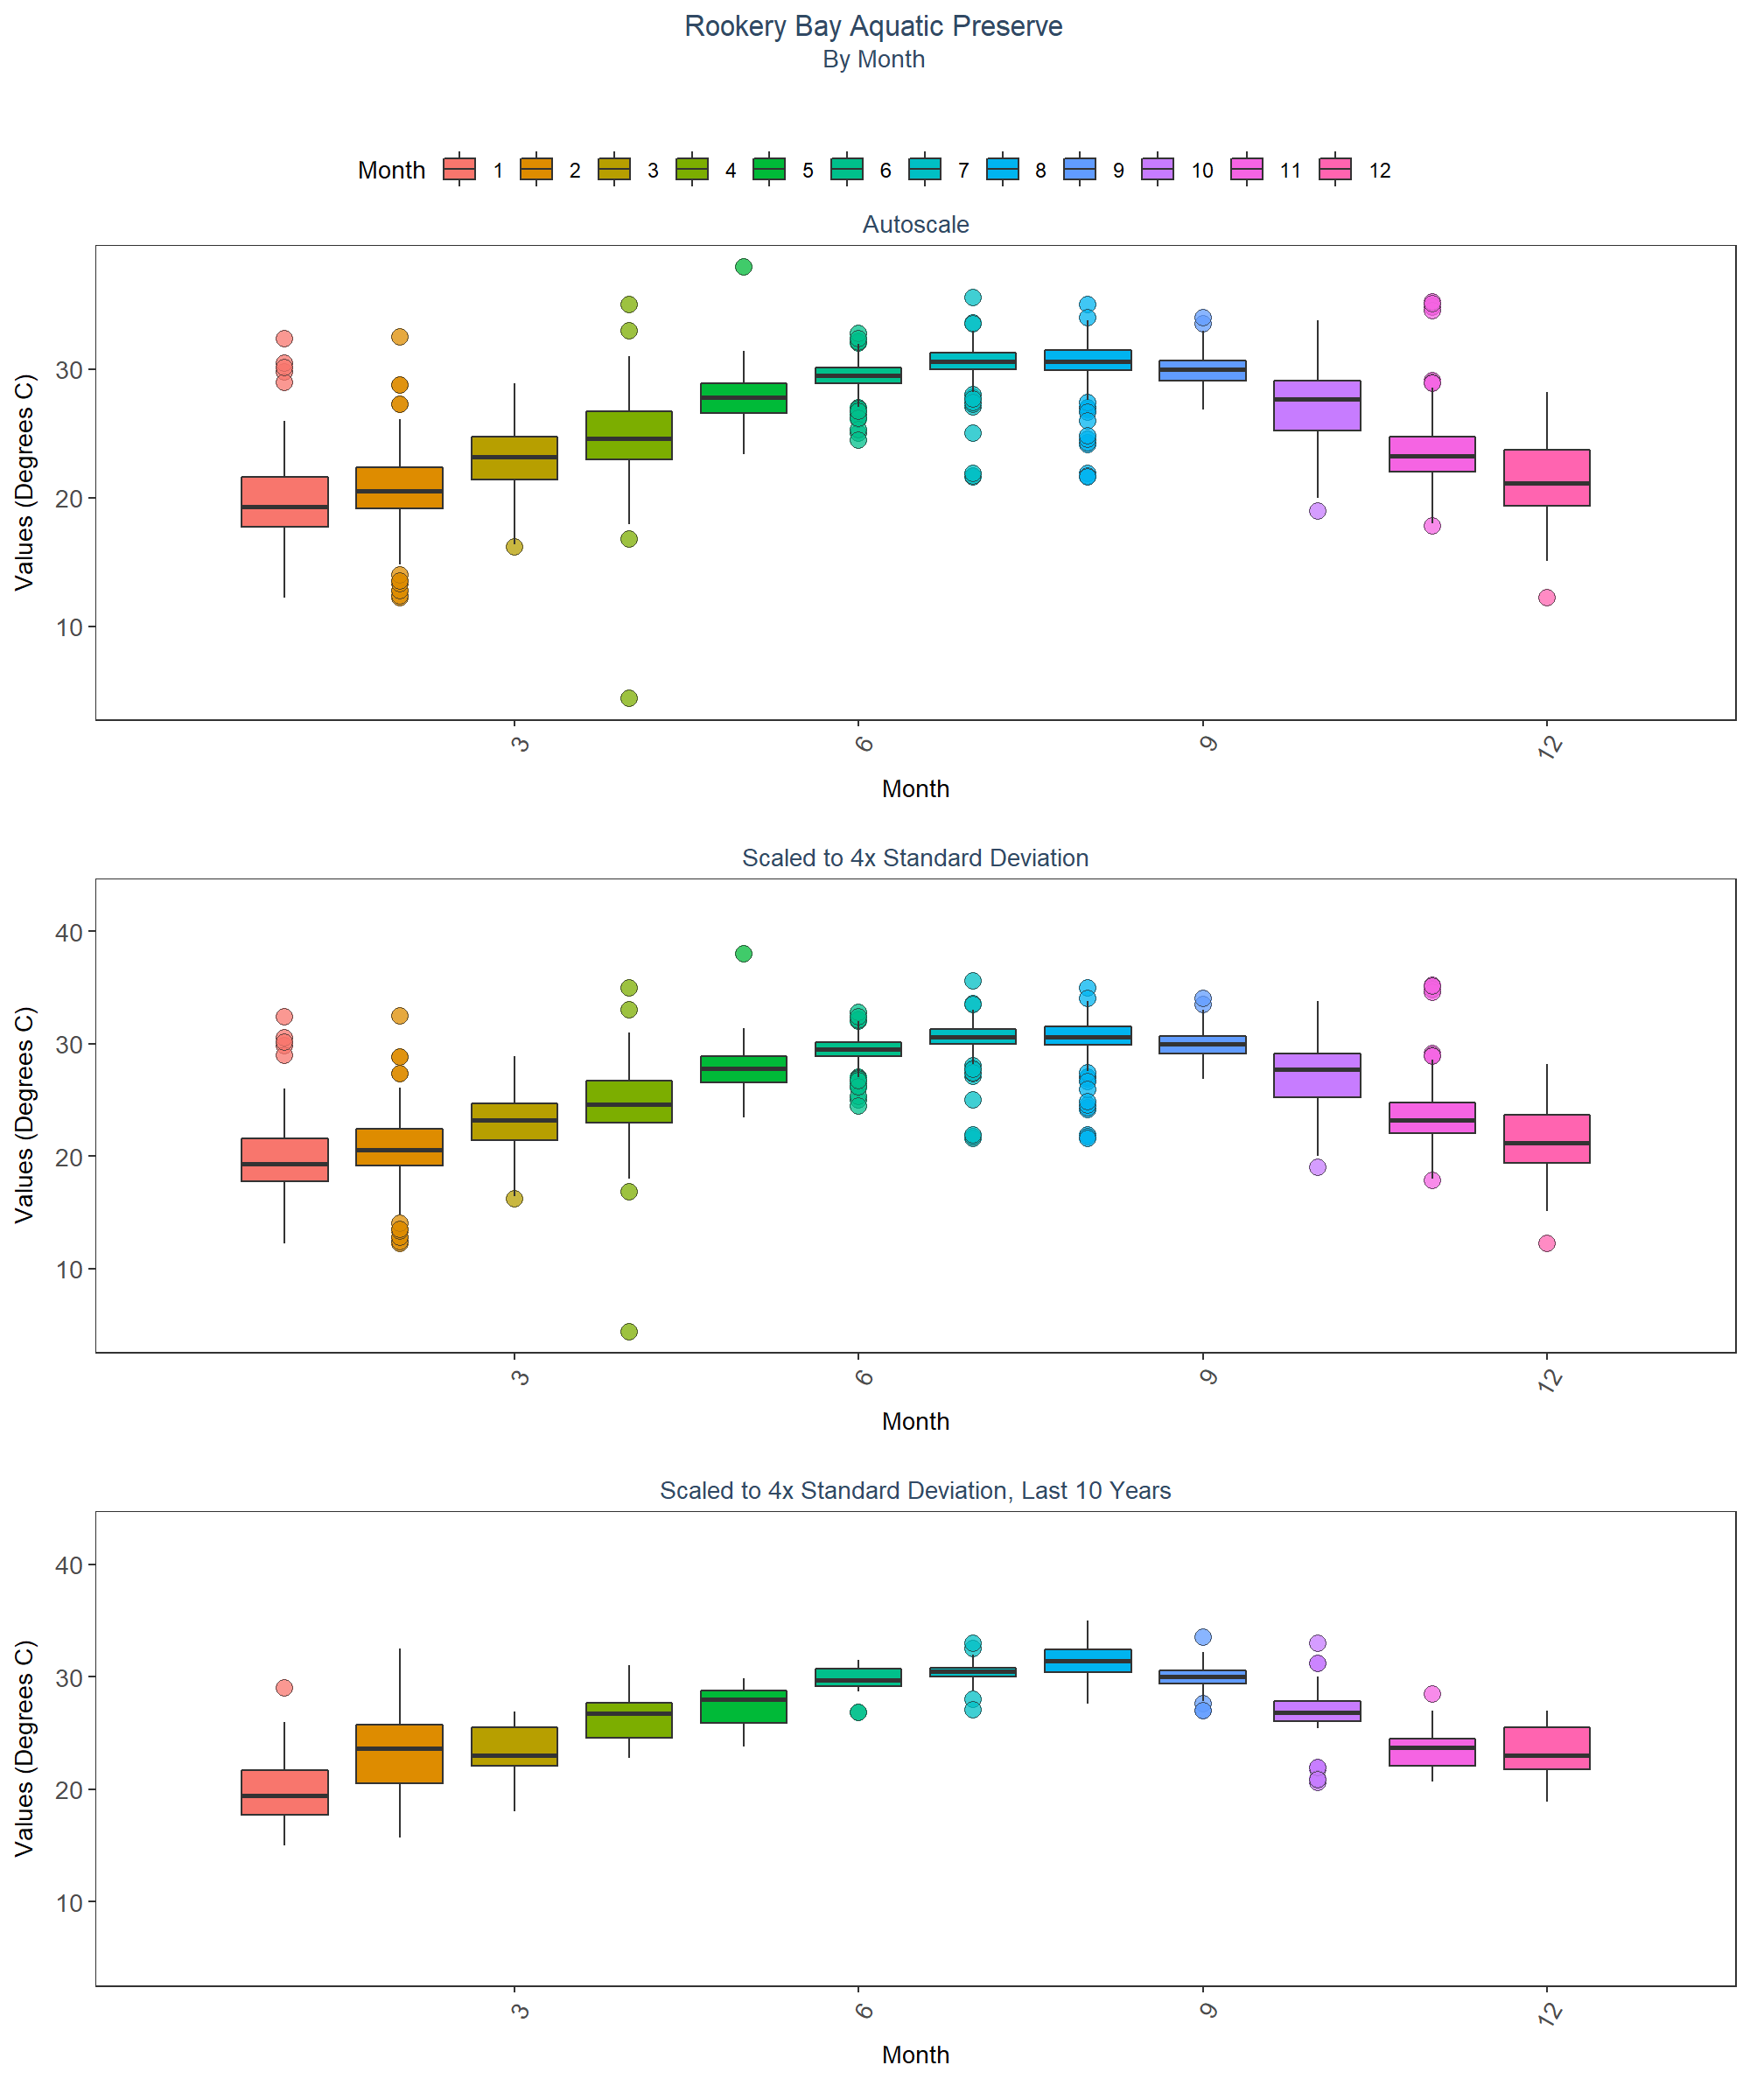 Rookery Bay Aquatic Preserve
By Month
Month 1 2 3 4 5 6 7 8 9 10 11 12
Autoscale
Values (Degrees C)
30
20
10
3 6 9 12
Month
Scaled to 4x Standard Deviation
Values (Degrees C)
40
30
20
10
3 6 9 12
Month
Scaled to 4x Standard Deviation, Last 10 Years
Values (Degrees C)
40
30
20
10
3 6 9 12
Month